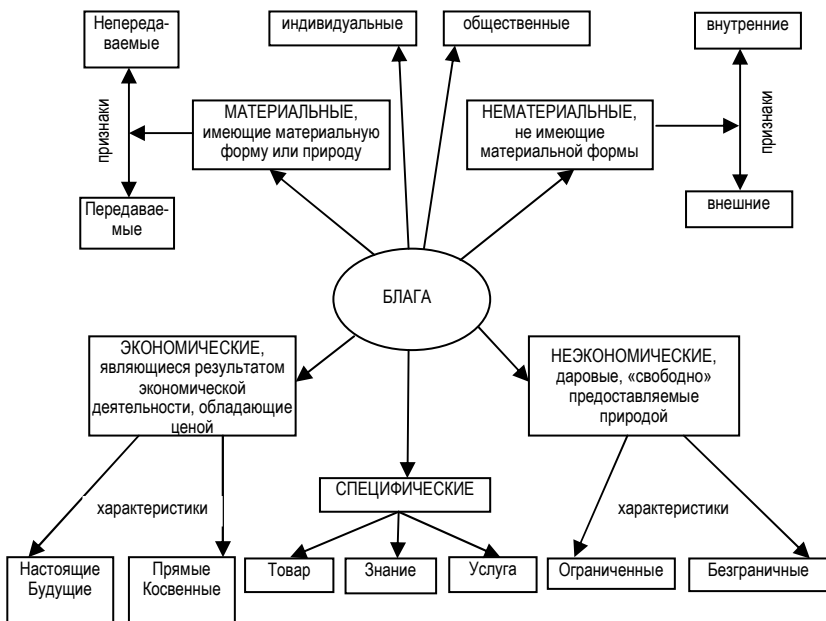 Непереда-
ваемые
индивидуальные
общественные
внутренние
признаки
МАТЕРИАЛЬНЫЕ,
имеющие материальную
форму или природу
НЕМАТЕРИАЛЬНЫЕ,
не имеющие
материальной формы
признаки
Передавае-
мые
внешние
БЛАГА
ЭКОНОМИЧЕСКИЕ,
являющиеся результатом
экономической
деятельности, обладающие
ценой
НЕЭКОНОМИЧЕСКИЕ,
даровые, «свободно»
предоставляемые
природой
характеристики
СПЕЦИФИЧЕСКИЕ
характеристики
Настоящие
Будущие
Прямые
Косвенные
Товар
Знание
Услуга
Ограниченные
Безграничные